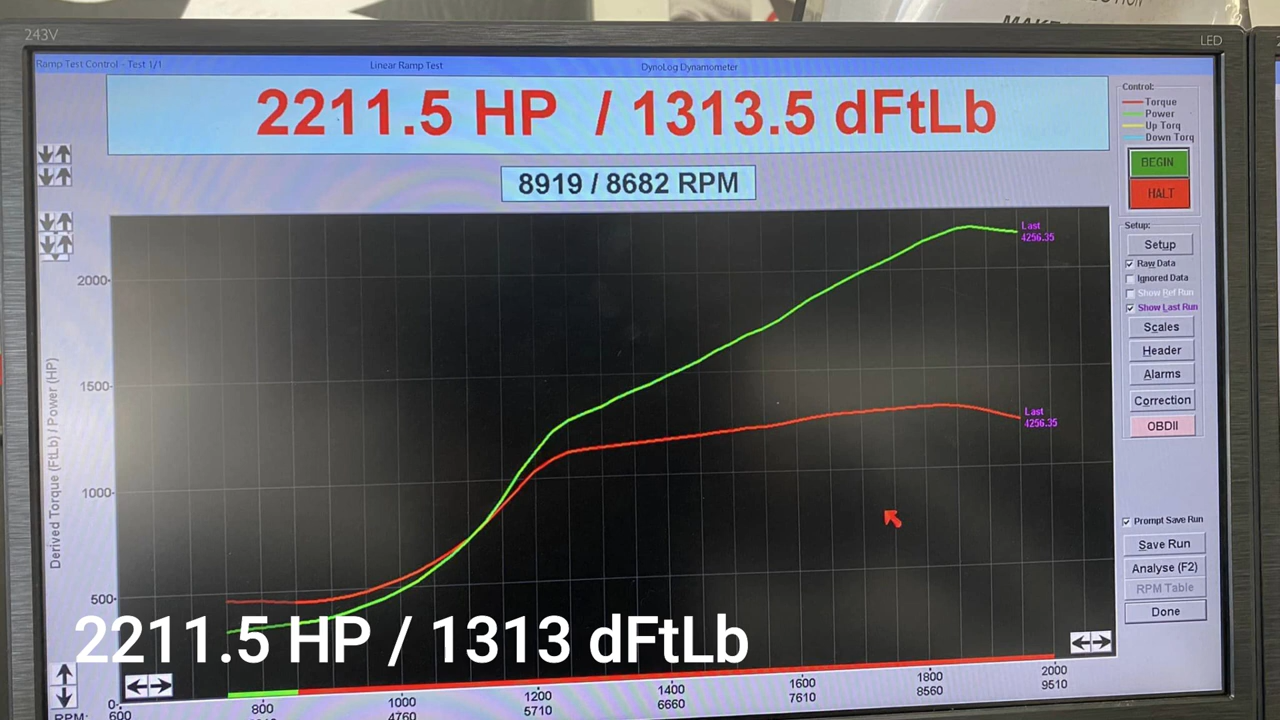 243V
LED
Ramp Test Control - Test 1/1
Linear Ramp Test
DynoLog Dynamometer
2211.5 HP / 1313.5 dFtLb
8919 / 8682 RPM
Control:
Torque
Power
Up Torq
Down Torq
BEGIN
HALT
Setup:
Setup
Raw Data
Ignored Data
Show Ref Run
Show Last Run
Scales
Header
Alarms
Correction
OBDII
Prompt Save Run
Save Run
Analyse (F2)
RPM Table
Done
Derived Torque (FtLb) / Power (HP)
2000
1500
1000
500
0
Last
4256.35
Last
4256.35
2211.5 HP / 1313 dFtLb
600 800 1000 1200 1400 1600 1800 2000
RPM: 4760 5710 6660 7610 8560 9510